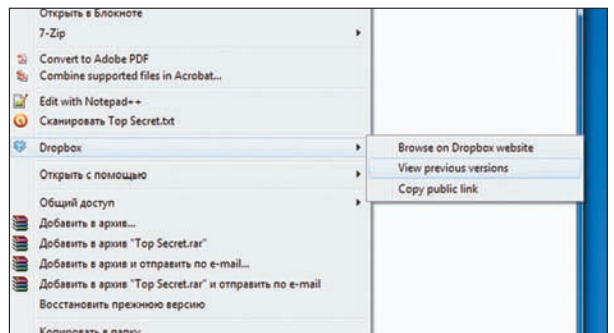 Открыть в Блокноте
7-Zip
Convert to Adobe PDF
Combine supported files in Acrobat...
Edit with Notepad++
Сканировать Top Secret.txt
Dropbox
Browse on Dropbox website
View previous versions
Copy public link
Открыть с помощью
Общий доступ
Добавить в архив...
Добавить в архив "Top Secret.rar"
Добавить в архив и отправить по e-mail...
Добавить в архив "Top Secret.rar" и отправить по e-mail
Восстановить прежнюю версию
Копировать в папку